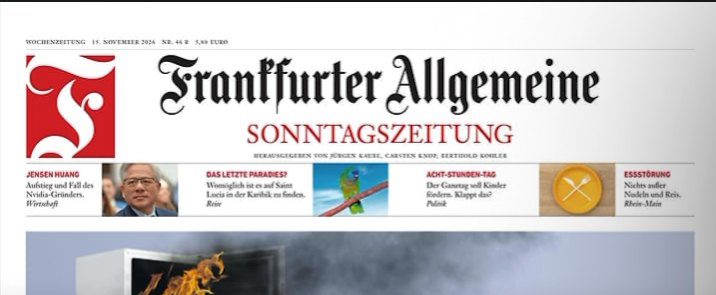 WOCHENZEITUNG 15. NOVEMBER 2026 NR. 46 R 5,80 EURO
F
Frankfurter Allgemeine
SONNTAGSZEITUNG
HERAUSGEGEBEN VON JÜRGEN KAUBE, CARSTEN KNOP, BERTHOLD KOHLER
JENSEN HUANG
Aufstieg und Fall des
Nvidia-Gründers.
Wirtschaft
DAS LETZTE PARADIES?
Womöglich ist es auf Saint
Lucia in der Karibik zu finden.
Reise
ACHT-STUNDEN-TAG
Der Ganztag soll Kinder
fördern. Klappt das?
Politik
ESSSTÖRUNG
Nichts außer
Nudeln und Reis.
Rhein-Main